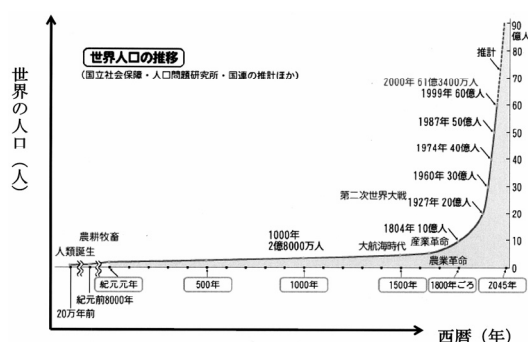 世界人口の推移
(国立社会保障・人口問題研究所・国連の推計ほか)
世界の人口(人)
90
億人
80
70
60
50
40
30
20
10
0
推計
2000年 61億3400万人
1999年 60億人
1987年 50億人
1974年 40億人
1960年 30億人
第二次世界大戦
1927年 20億人
1804年 10億人
産業革命
農業革命
大航海時代
1000年
2億8000万人
農耕牧畜
人類誕生
紀元元年
500年
1000年
1500年
1800年ごろ
2045年
紀元前8000年
20万年前
西暦(年)